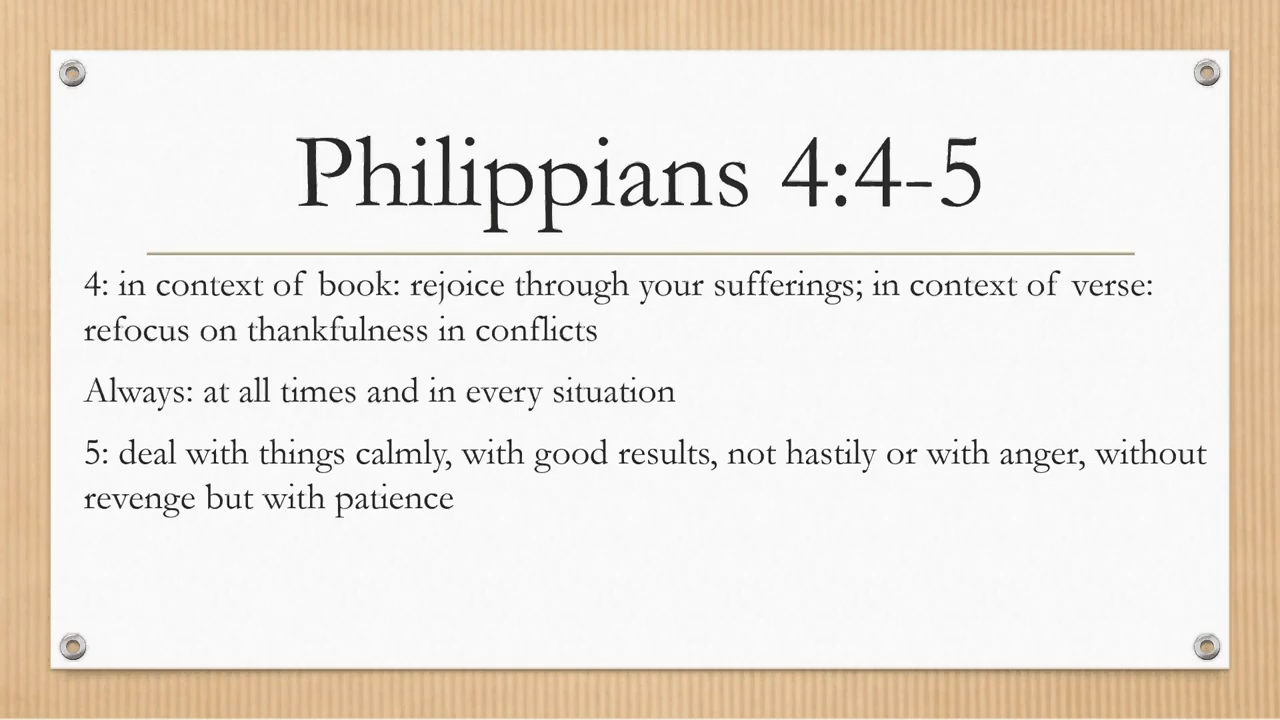 Philippians 4:4-5
4: in context of book: rejoice through your sufferings; in context of verse:
refocus on thankfulness in conflicts
Always: at all times and in every situation
5: deal with things calmly, with good results, not hastily or with anger, without
revenge but with patience